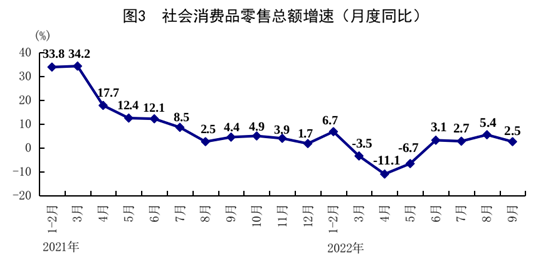 图3 社会消费品零售总额增速（月度同比）
(%)
40
30
20
10
0
-10
-20
33.8 34.2 17.7 12.4 12.1 8.5 2.5 4.4 4.9 3.9 1.7 6.7 -3.5 -11.1 -6.7 3.1 2.7 5.4 2.5
1-2月 3月 4月 5月 6月 7月 8月 9月 10月 11月 12月 1-2月 3月 4月 5月 6月 7月 8月 9月
2021年 2022年